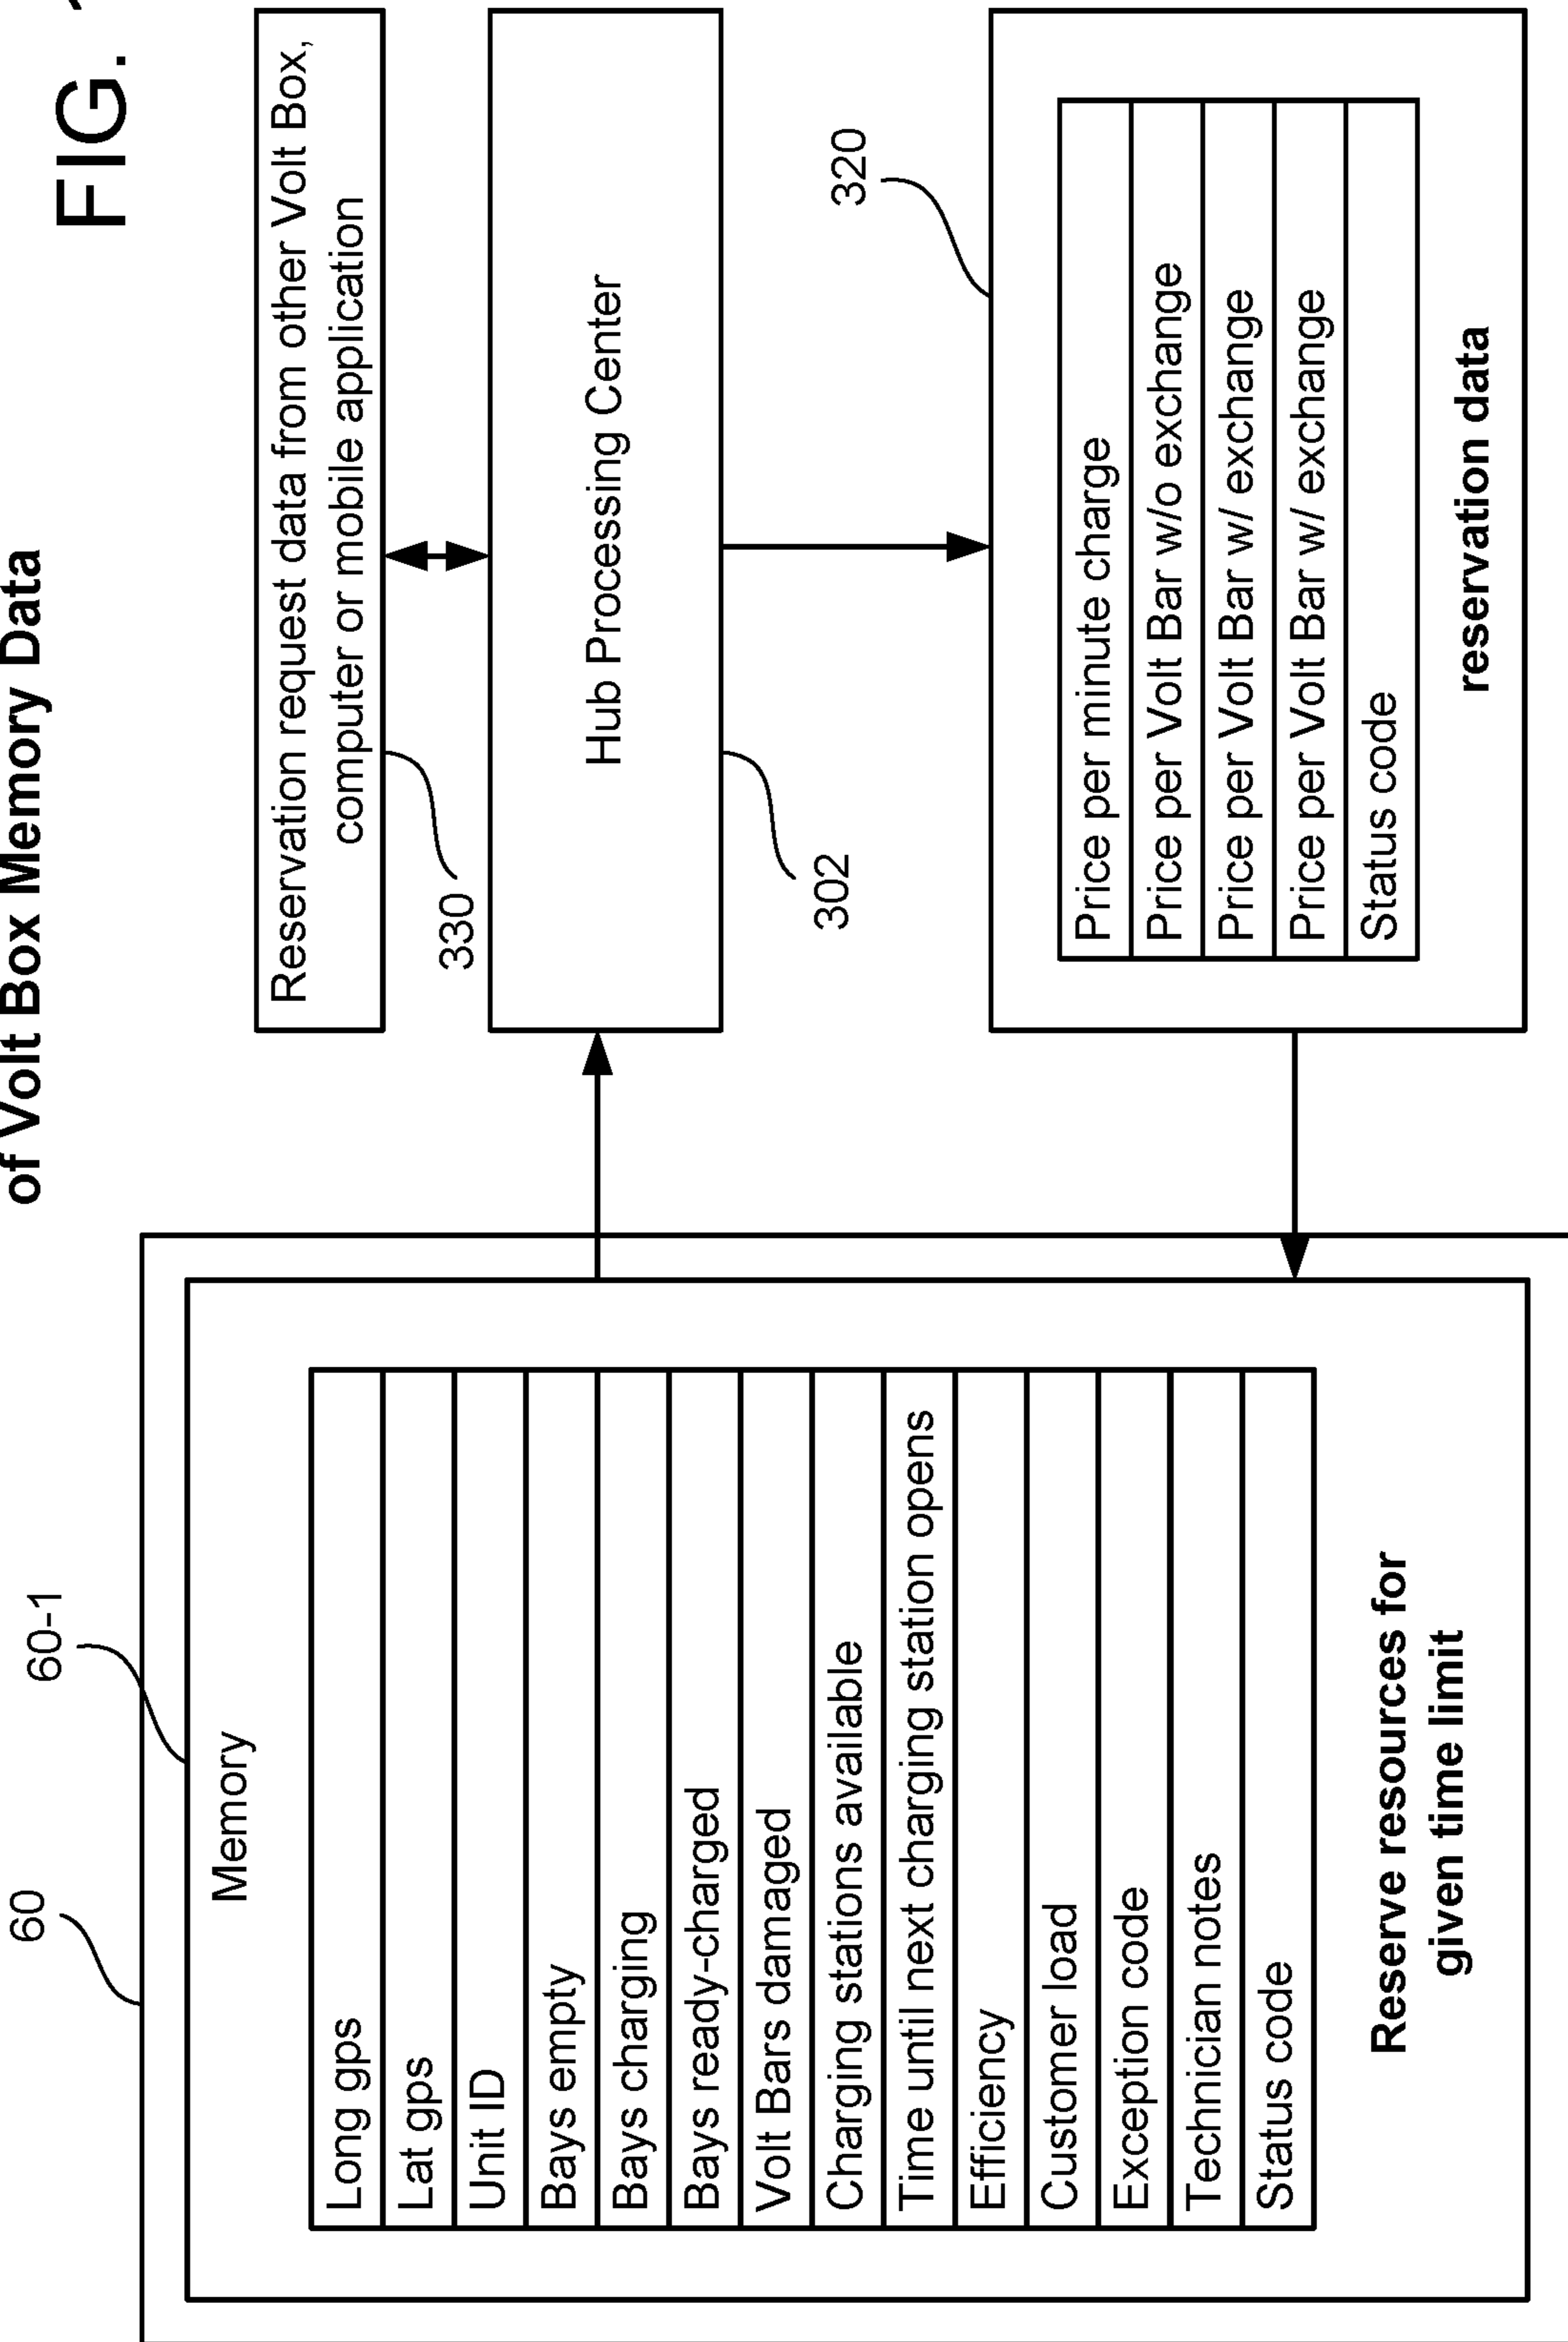 of Volt Box Memory Data
FIG.
60
60-1
Memory
Long gps
Lat gps
Unit ID
Bays empty
Bays charging
Bays ready-charged
Volt Bars damaged
Charging stations available
Time until next charging station opens
Efficiency
Customer load
Exception code
Technician notes
Status code
Reserve resources for
given time limit
Reservation request data from other Volt Box,
computer or mobile application
330
Hub Processing Center
302
320
Price per minute charge
Price per Volt Bar w/o exchange
Price per Volt Bar w/ exchange
Price per Volt Bar w/ exchange
Status code
reservation data